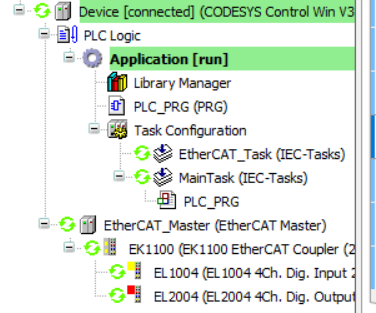 Device [connected] (CODESYS Control Win V3
PLC Logic
Application [run]
Library Manager
PLC_PRG (PRG)
Task Configuration
EtherCAT_Task (IEC-Tasks)
MainTask (IEC-Tasks)
PLC_PRG
EtherCAT_Master (EtherCAT Master)
EK1100 (EK1100 EtherCAT Coupler (2
EL1004 (EL1004 4Ch. Dig. Input 2
EL2004 (EL2004 4Ch. Dig. Output